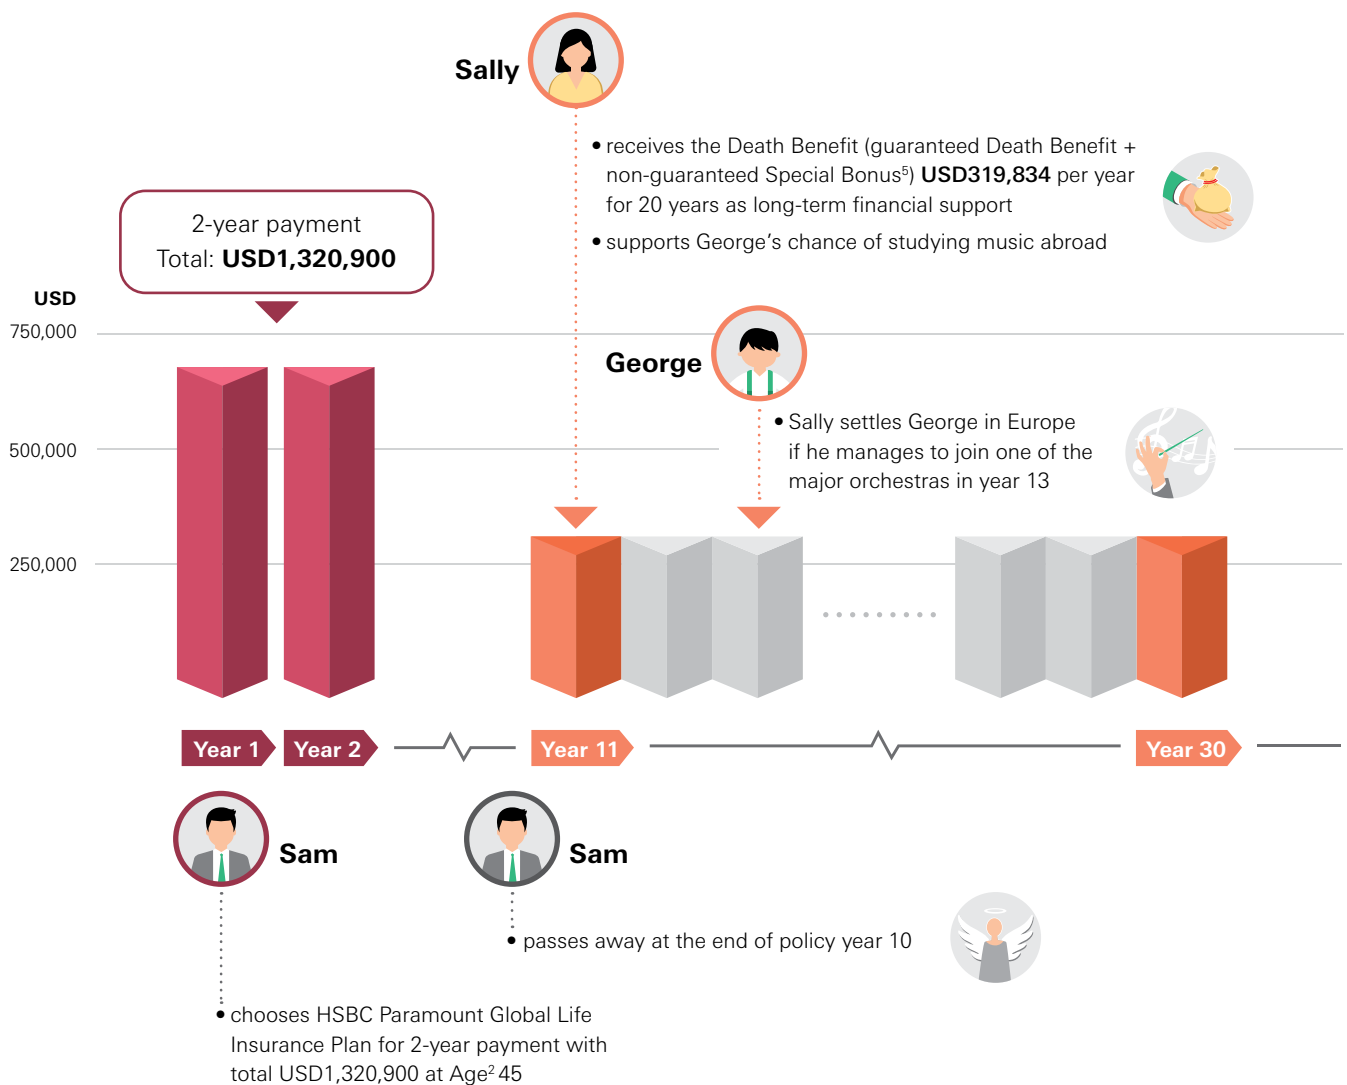 Sally
• receives the Death Benefit (guaranteed Death Benefit +
non-guaranteed Special Bonus⁵) USD319,834 per year
for 20 years as long-term financial support
• supports George’s chance of studying music abroad
2-year payment
Total: USD1,320,900
USD
750,000
George
• Sally settles George in Europe
if he manages to join one of the
major orchestras in year 13
500,000
250,000
Year 1
Year 2
Year 11
Year 30
Sam
Sam
• passes away at the end of policy year 10
• chooses HSBC Paramount Global Life
Insurance Plan for 2-year payment with
total USD1,320,900 at Age² 45